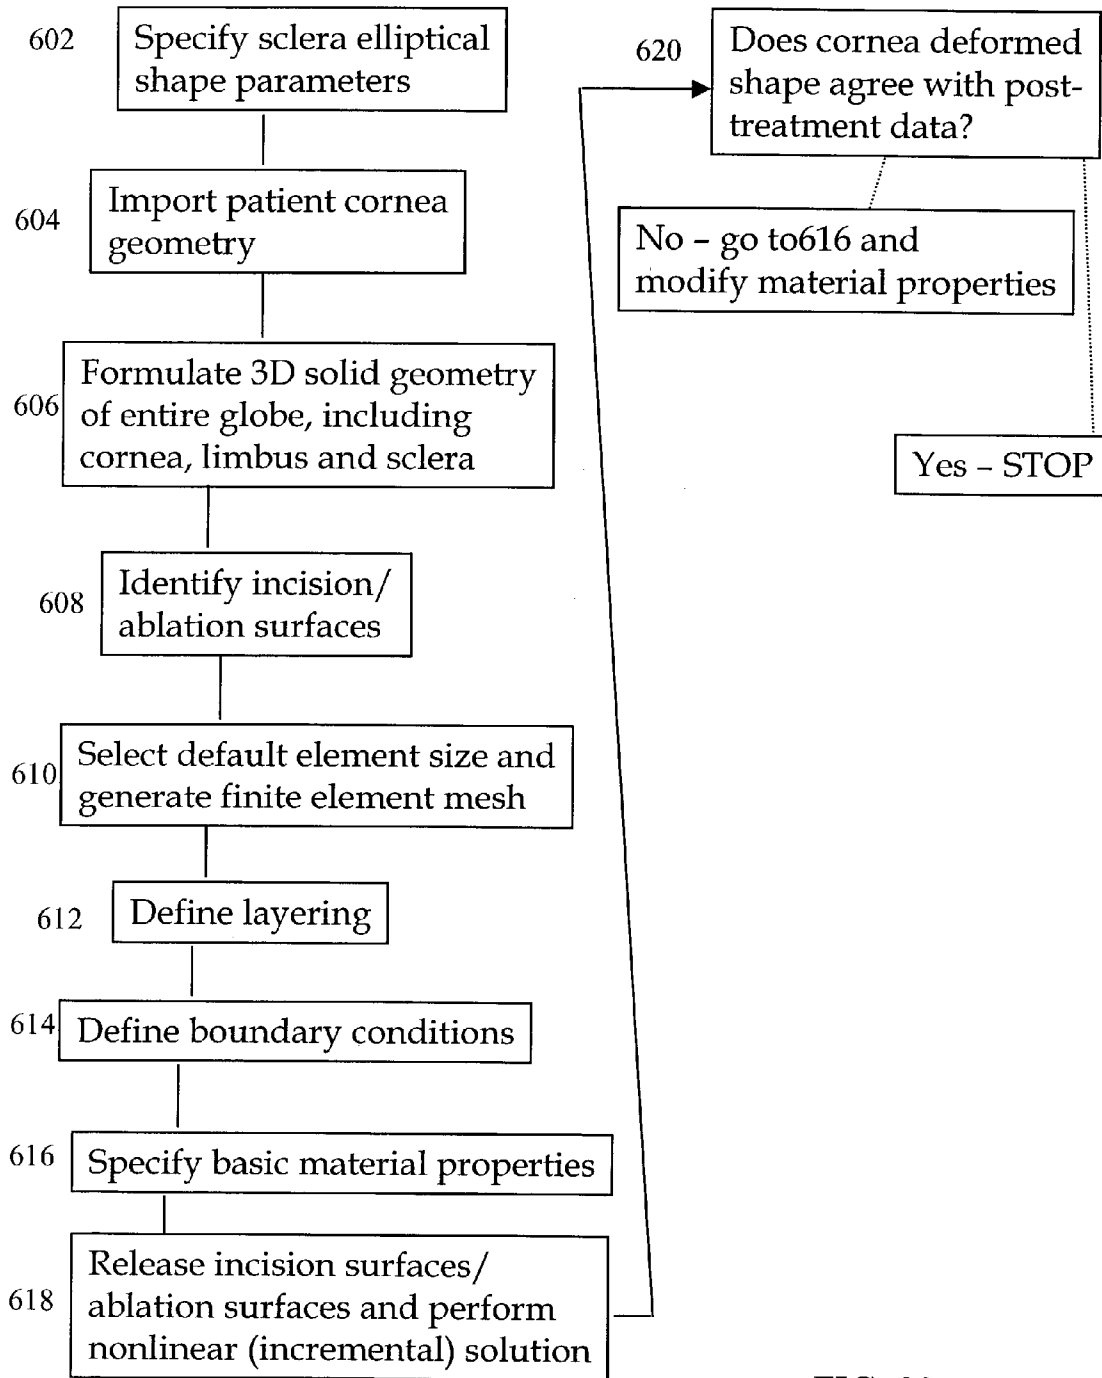 602
Specify sclera elliptical
shape parameters
604
Import patient cornea
geometry
606
Formulate 3D solid geometry
of entire globe, including
cornea, limbus and sclera
608
Identify incision/
ablation surfaces
610
Select default element size and
generate finite element mesh
612
Define layering
614
Define boundary conditions
616
Specify basic material properties
618
Release incision surfaces/
ablation surfaces and perform
nonlinear (incremental) solution
620
Does cornea deformed
shape agree with post-
treatment data?
No – go to616 and
modify material properties
Yes – STOP